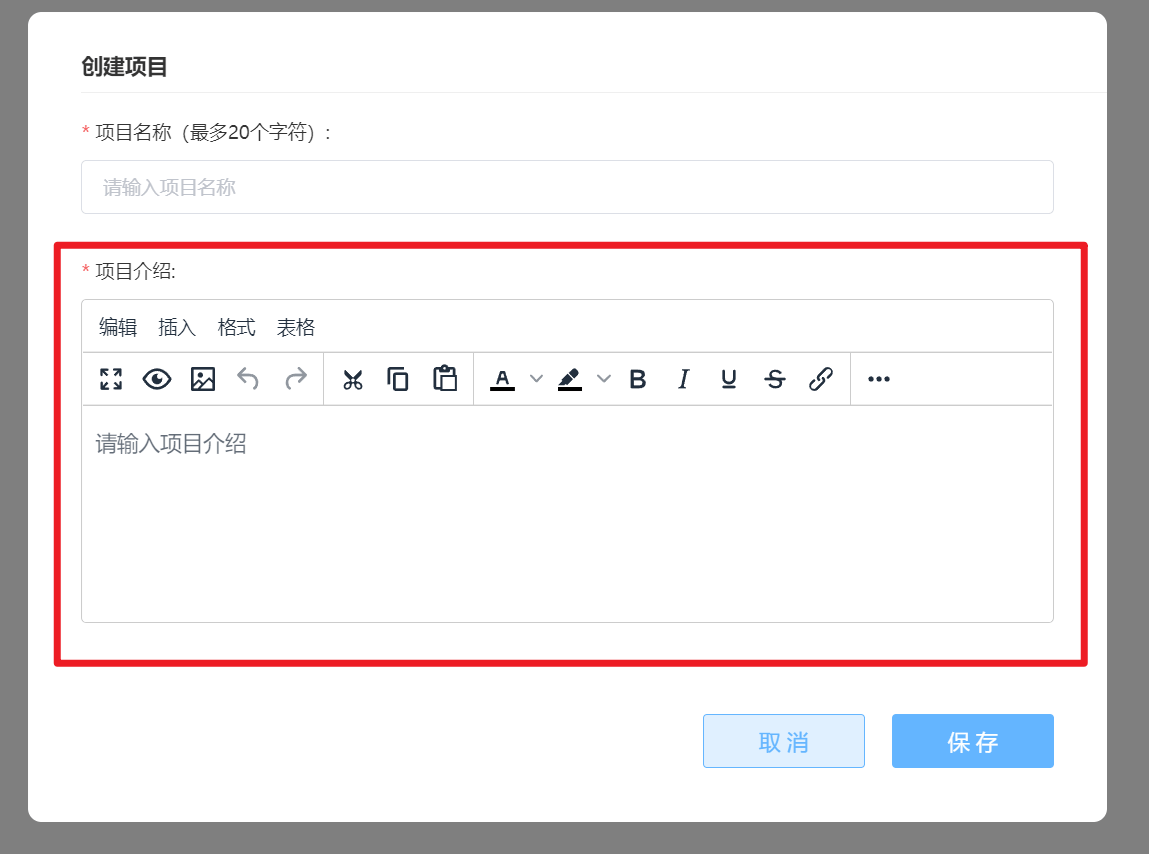 创建项目
* 项目名称（最多20个字符）:
请输入项目名称
* 项目介绍:
编辑 插入 格式 表格
A B I U S
请输入项目介绍
取消 保存